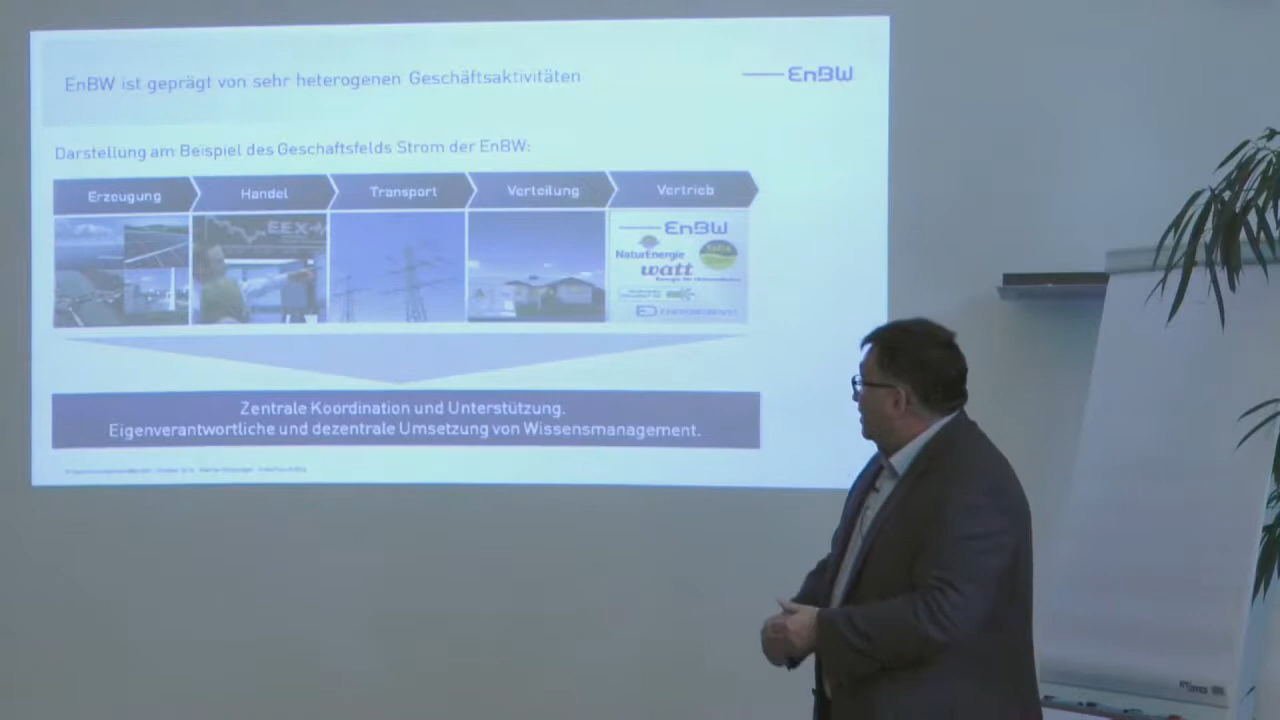 EnBW ist geprägt von sehr heterogenen Geschäftsaktivitäten
EnBW
Darstellung am Beispiel des Geschäftsfelds Strom der EnBW:
Erzeugung
Handel
Transport
Verteilung
Vertrieb
EEX
EnBW
NaturEnergie
watt
Zentrale Koordination und Unterstützung.
Eigenverantwortliche und dezentrale Umsetzung von Wissensmanagement.